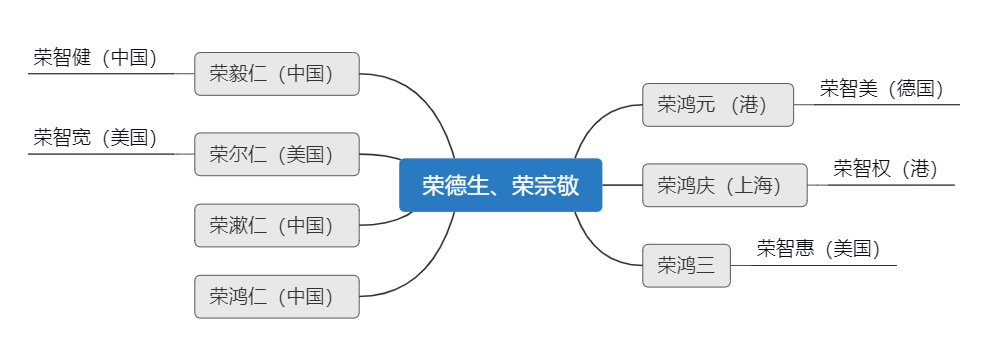 荣德生、荣宗敬
荣毅仁（中国）
荣智健（中国）
荣尔仁（美国）
荣智宽（美国）
荣漱仁（中国）
荣鸿仁（中国）
荣鸿元 （港）
荣智美（德国）
荣鸿庆（上海）
荣智权（港）
荣鸿三
荣智惠（美国）